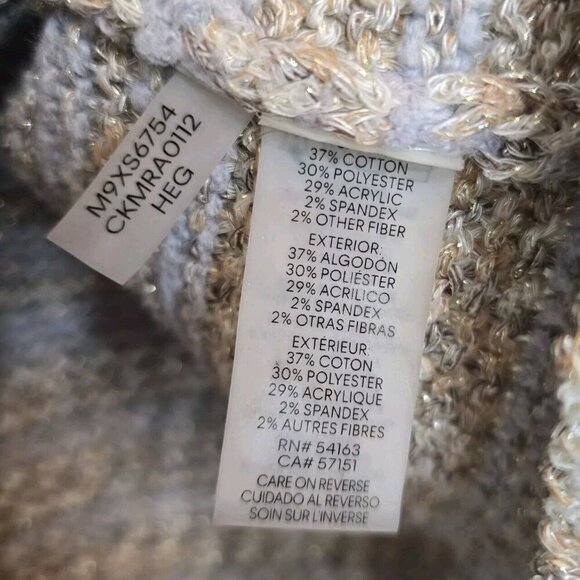 M9XS6754
CKMRA0112
HEG
37% COTTON
30% POLYESTER
29% ACRYLIC
2% SPANDEX
2% OTHER FIBER
EXTERIOR:
37% ALGODON
30% POLIÉSTER
29% ACRILICO
2% SPANDEX
2% OTRAS FIBRAS
EXTÉRIEUR:
37% COTON
30% POLYESTER
29% ACRYLIQUE
2% SPANDEX
2% AUTRES FIBRES
RN# 54163
CA# 57151
CARE ON REVERSE
CUIDADO AL REVERSO
SOIN SUR L'INVERSE